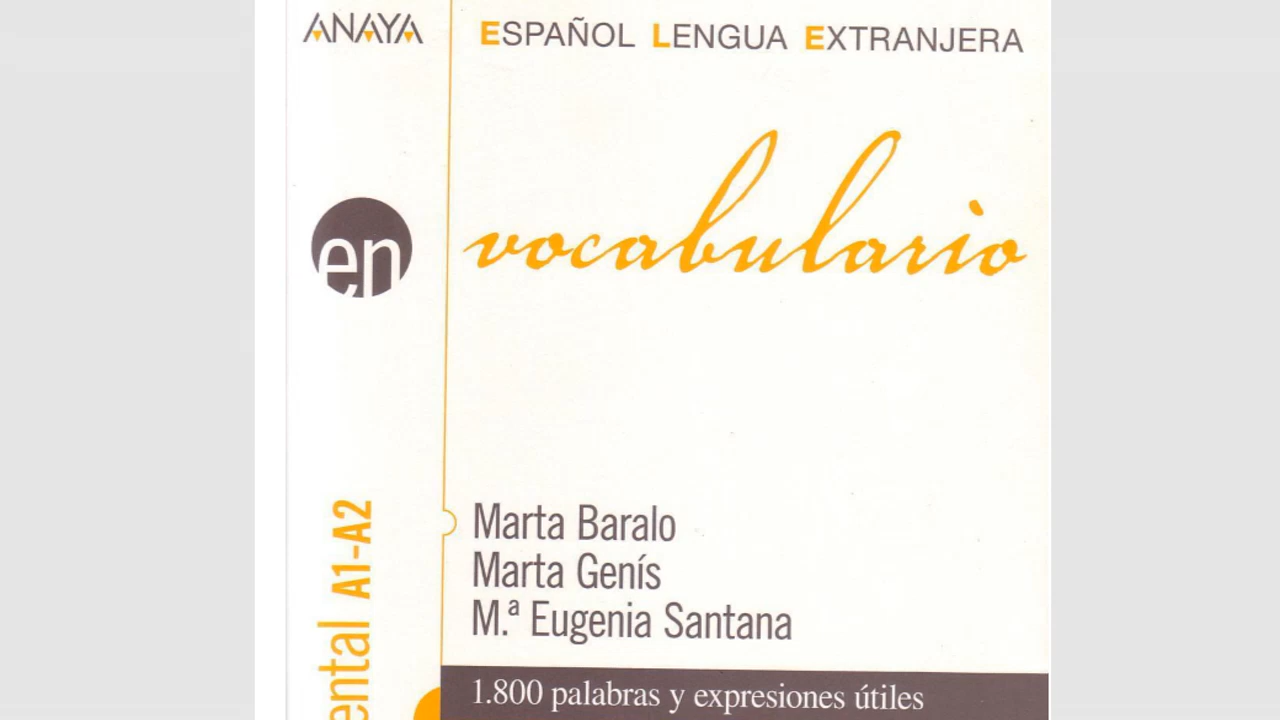 ANAYA
ESPAÑOL LENGUA EXTRANJERA
vocabulario
en
Marta Baralo
Marta Genís
M.ª Eugenia Santana
A1-A2
1.800 palabras y expresiones útiles